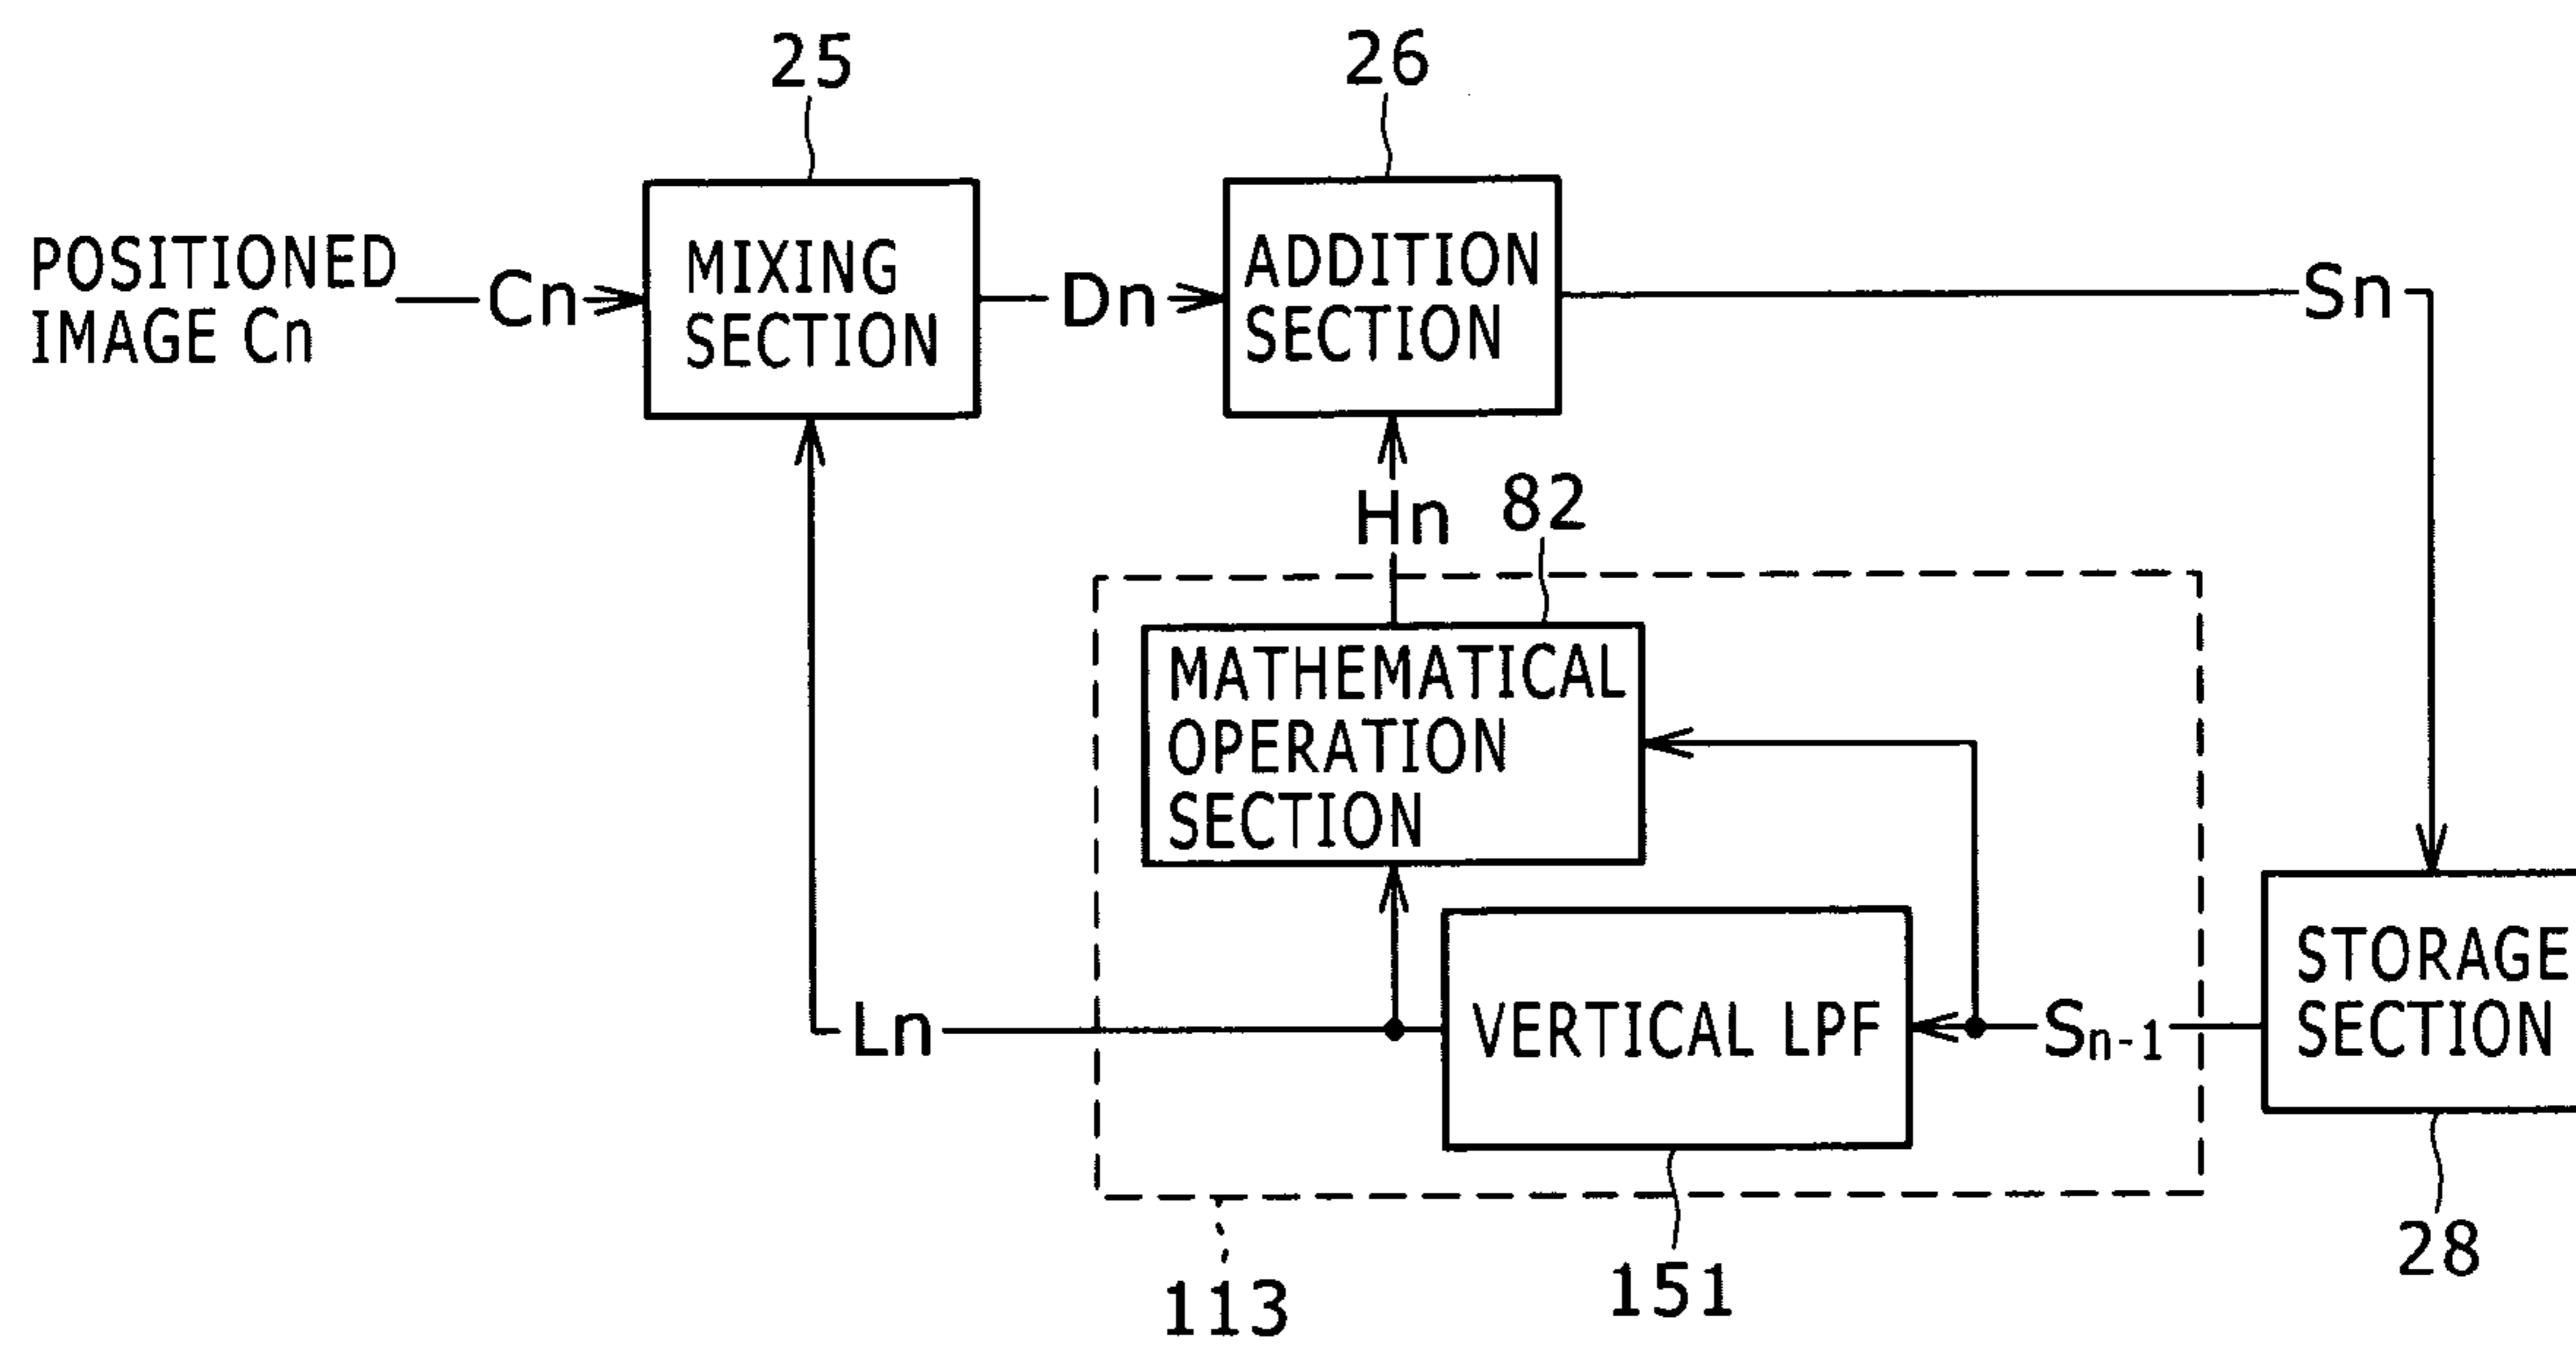 25
26
POSITIONED
IMAGE Cn
Cn
MIXING
SECTION
Dn
ADDITION
SECTION
Sn
Hn
82
MATHEMATICAL
OPERATION
SECTION
Ln
VERTICAL LPF
Sn-1
STORAGE
SECTION
113
151
28